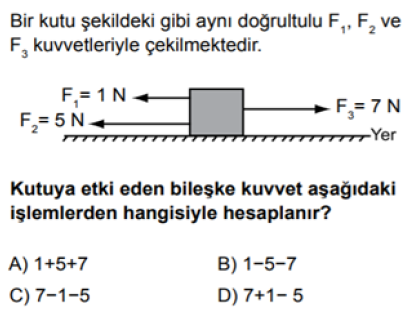 Bir kutu şekildeki gibi aynı doğrultulu F₁, F₂ ve
F₃ kuvvetleriyle çekilmektedir.
F₁= 1 N
F₂= 5 N
F₃= 7 N
Yer
Kutuya etki eden bileşke kuvvet aşağıdaki
işlemlerden hangisiyle hesaplanır?
A) 1+5+7 B) 1−5−7
C) 7−1−5 D) 7+1− 5